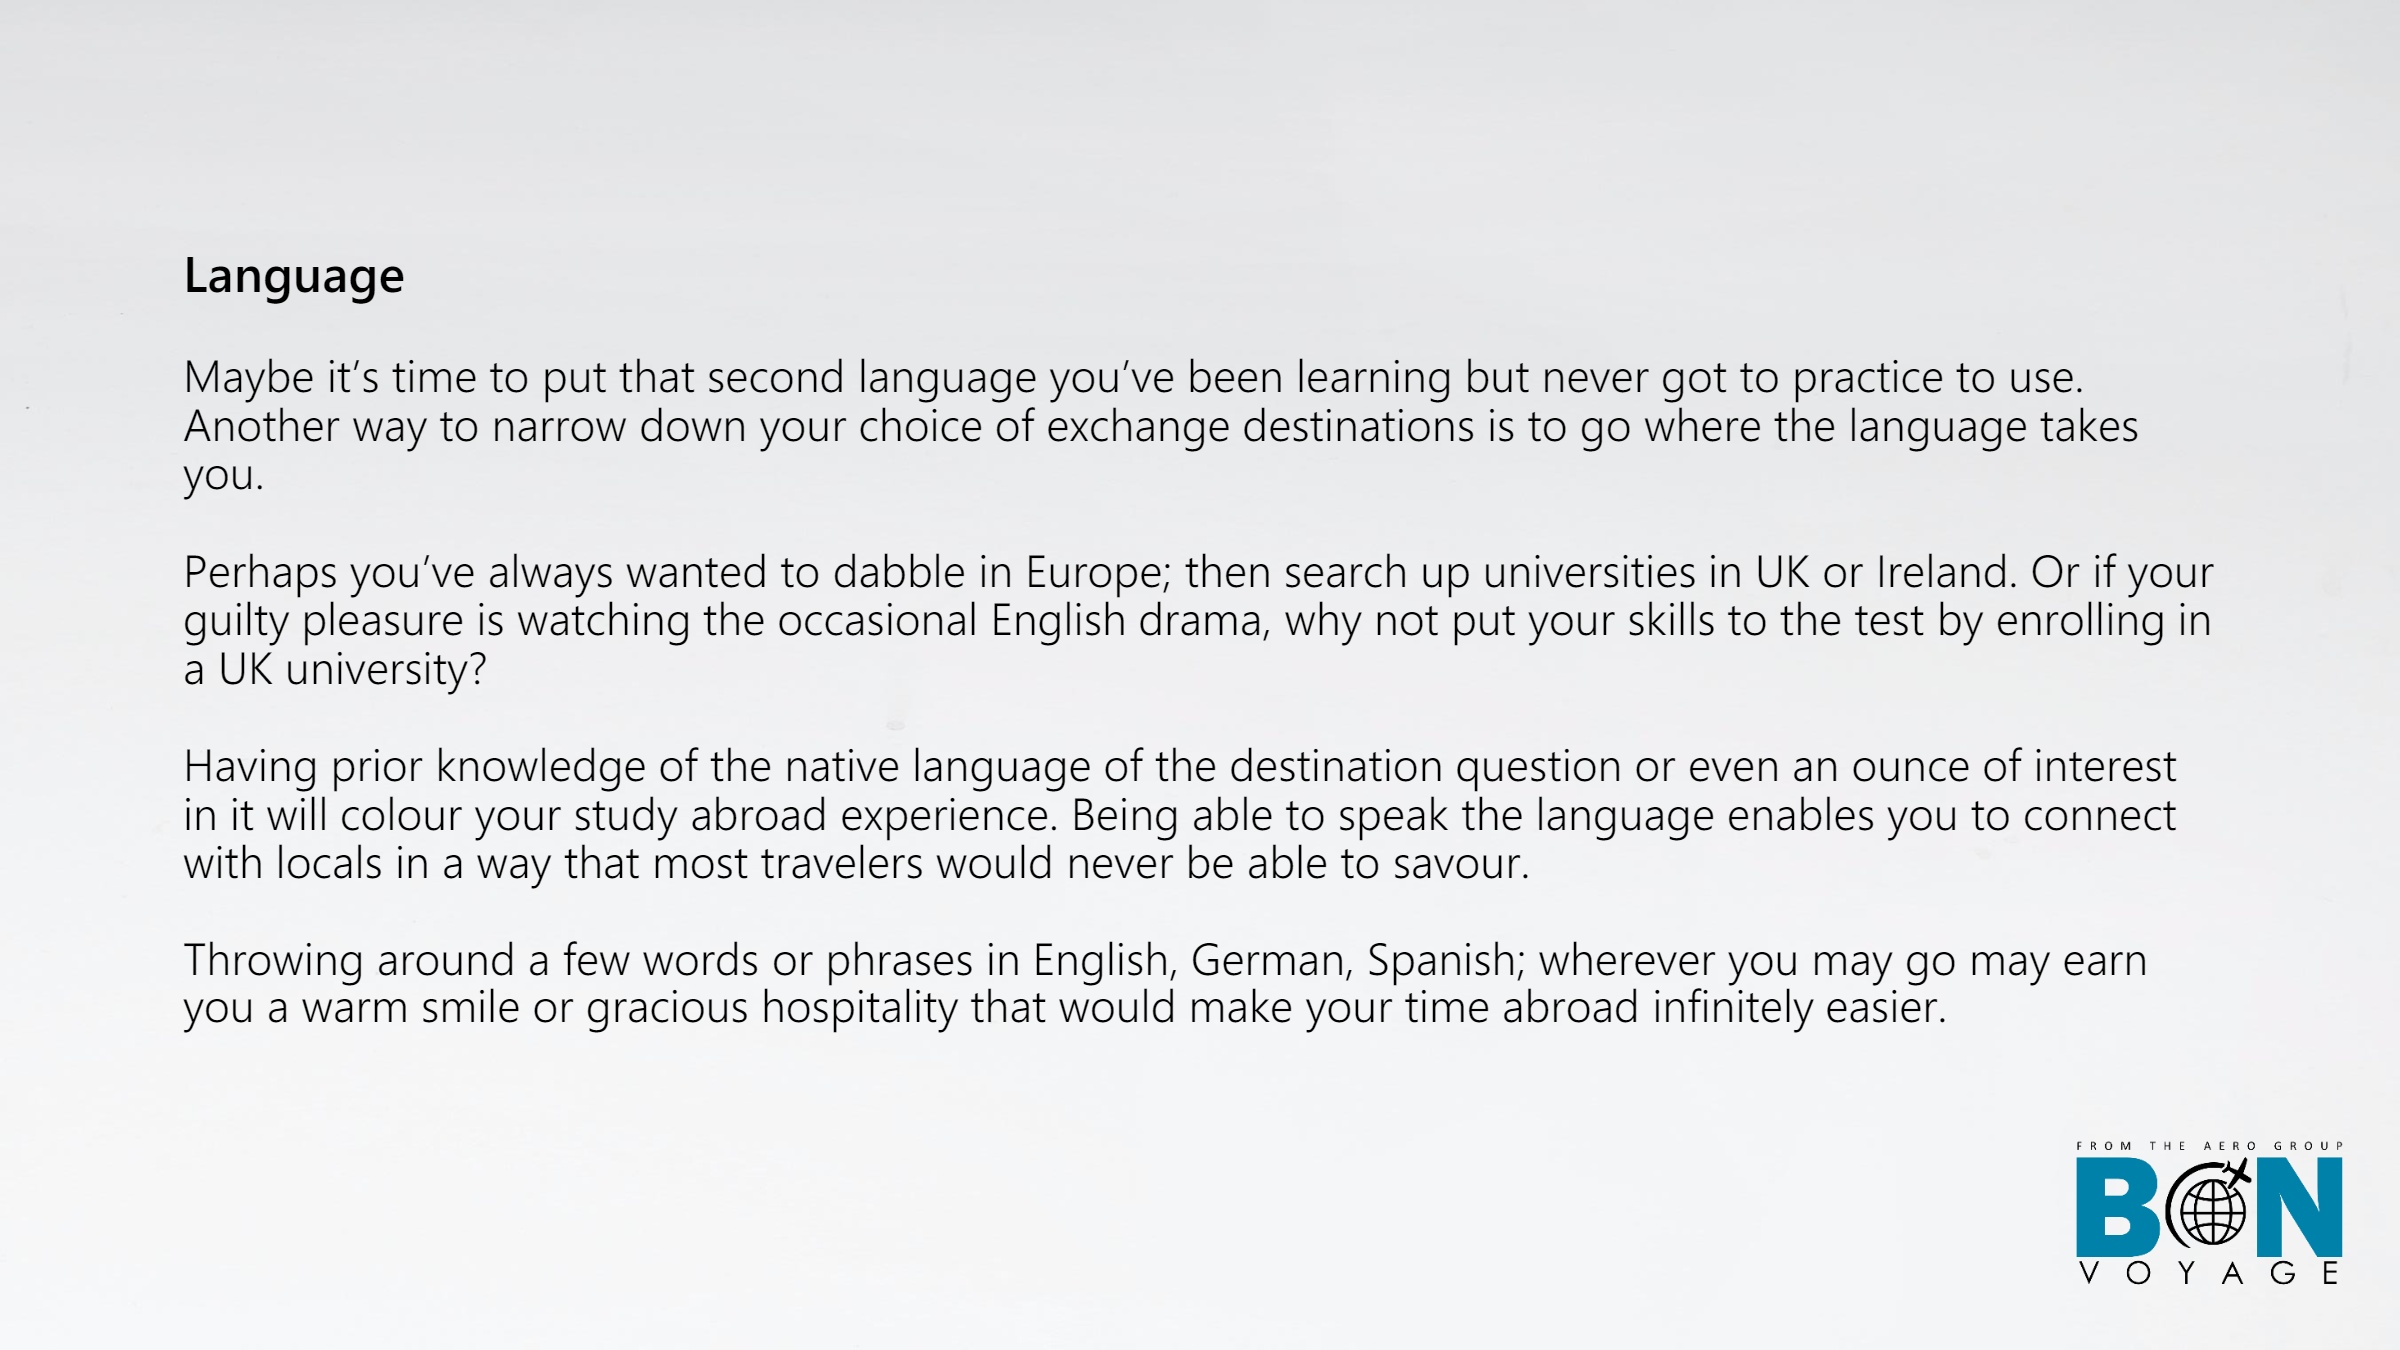 Language
Maybe it’s time to put that second language you’ve been learning but never got to practice to use.
Another way to narrow down your choice of exchange destinations is to go where the language takes
you.
Perhaps you’ve always wanted to dabble in Europe; then search up universities in UK or Ireland. Or if your
guilty pleasure is watching the occasional English drama, why not put your skills to the test by enrolling in
a UK university?
Having prior knowledge of the native language of the destination question or even an ounce of interest
in it will colour your study abroad experience. Being able to speak the language enables you to connect
with locals in a way that most travelers would never be able to savour.
Throwing around a few words or phrases in English, German, Spanish; wherever you may go may earn
you a warm smile or gracious hospitality that would make your time abroad infinitely easier.
FROM THE AERO GROUP
BON
VOYAGE